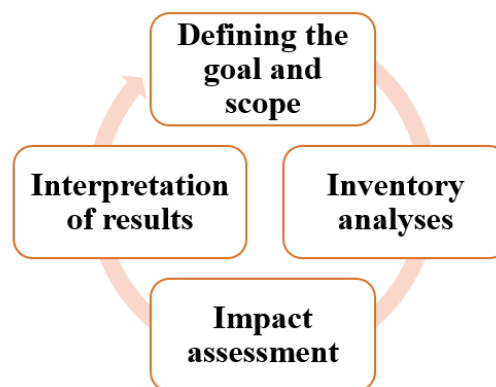 Defining the
goal and
scope
Inventory
analyses
Impact
assessment
Interpretation
of results